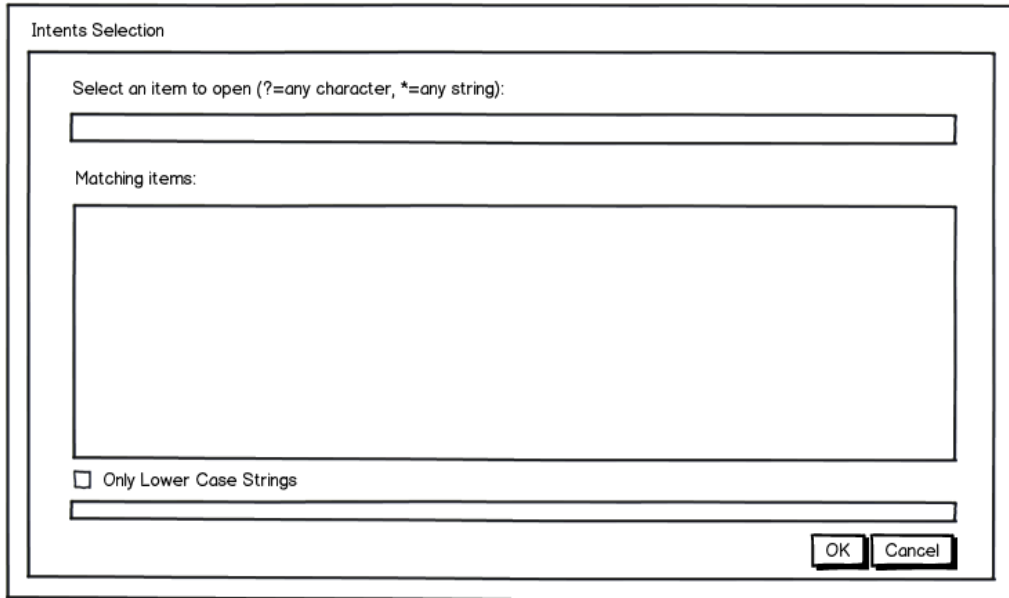 Intents Selection
Select an item to open (?=any character, *=any string):
Matching items:
Only Lower Case Strings
OK Cancel